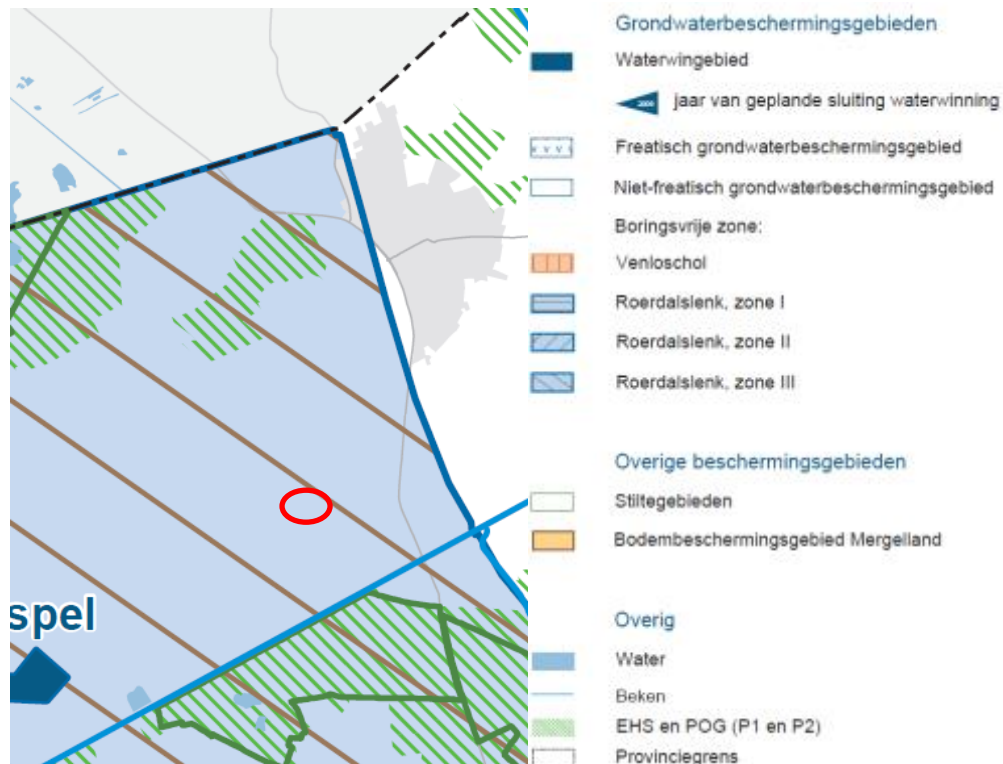 spel
Grondwaterbeschermingsgebieden
Waterwingebied
jaar van geplande sluiting waterwinning
Freatisch grondwaterbeschermingsgebied
Niet-freatisch grondwaterbeschermingsgebied
Boringsvrije zone:
Venloschol
Roerdalslenk, zone I
Roerdalslenk, zone II
Roerdalslenk, zone III
Overige beschermingsgebieden
Stiltegebieden
Bodembeschermingsgebied Mergelland
Overig
Water
Beken
EHS en POG (P1 en P2)
Provinciegrens